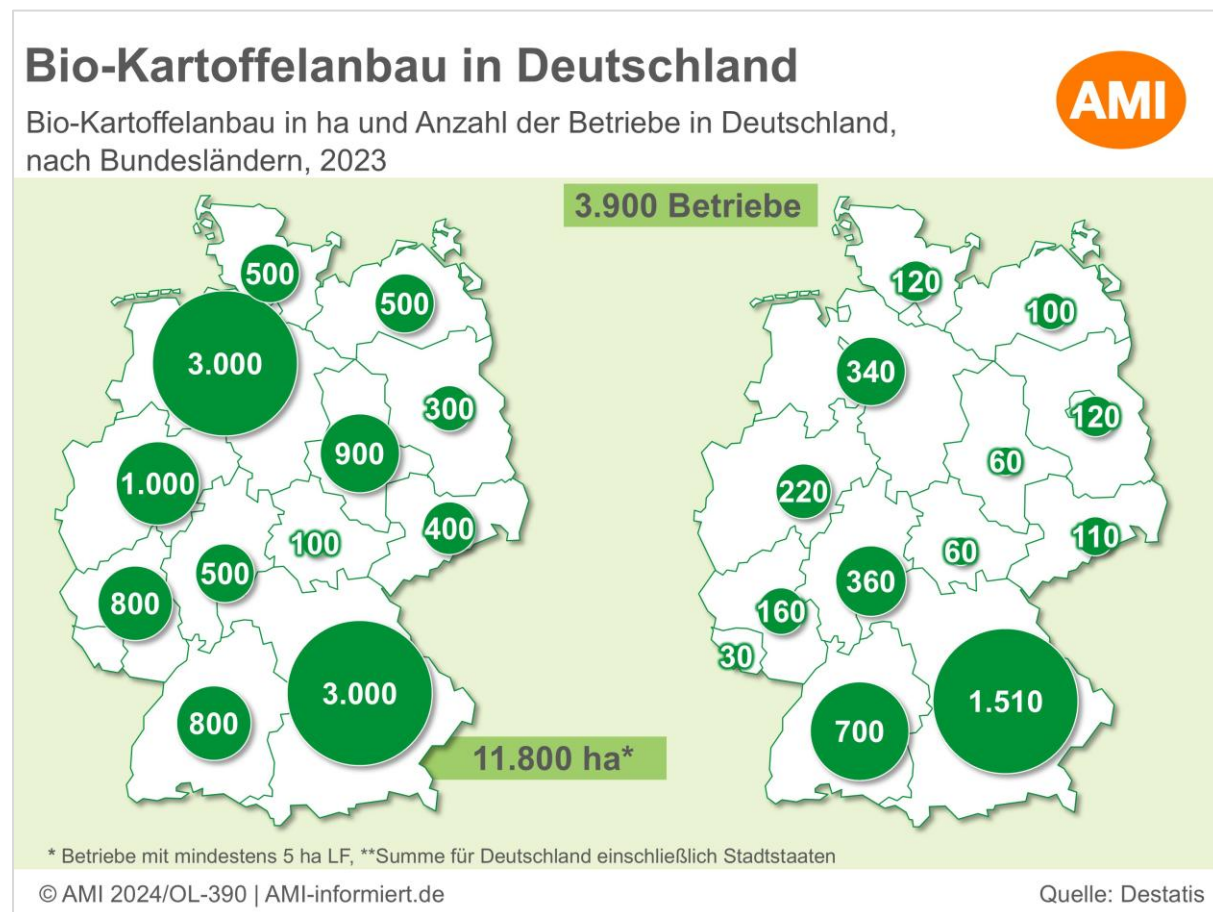 Bio-Kartoffelanbau in Deutschland
Bio-Kartoffelanbau in ha und Anzahl der Betriebe in Deutschland,
nach Bundesländern, 2023
AMI
500
500
3.000
300
900
1.000
400
100
500
800
3.000
800
11.800 ha*
3.900 Betriebe
120
100
340
120
60
220
110
60
360
160
30
1.510
700
* Betriebe mit mindestens 5 ha LF, **Summe für Deutschland einschließlich Stadtstaaten
© AMI 2024/OL-390 | AMI-informiert.de
Quelle: Destatis